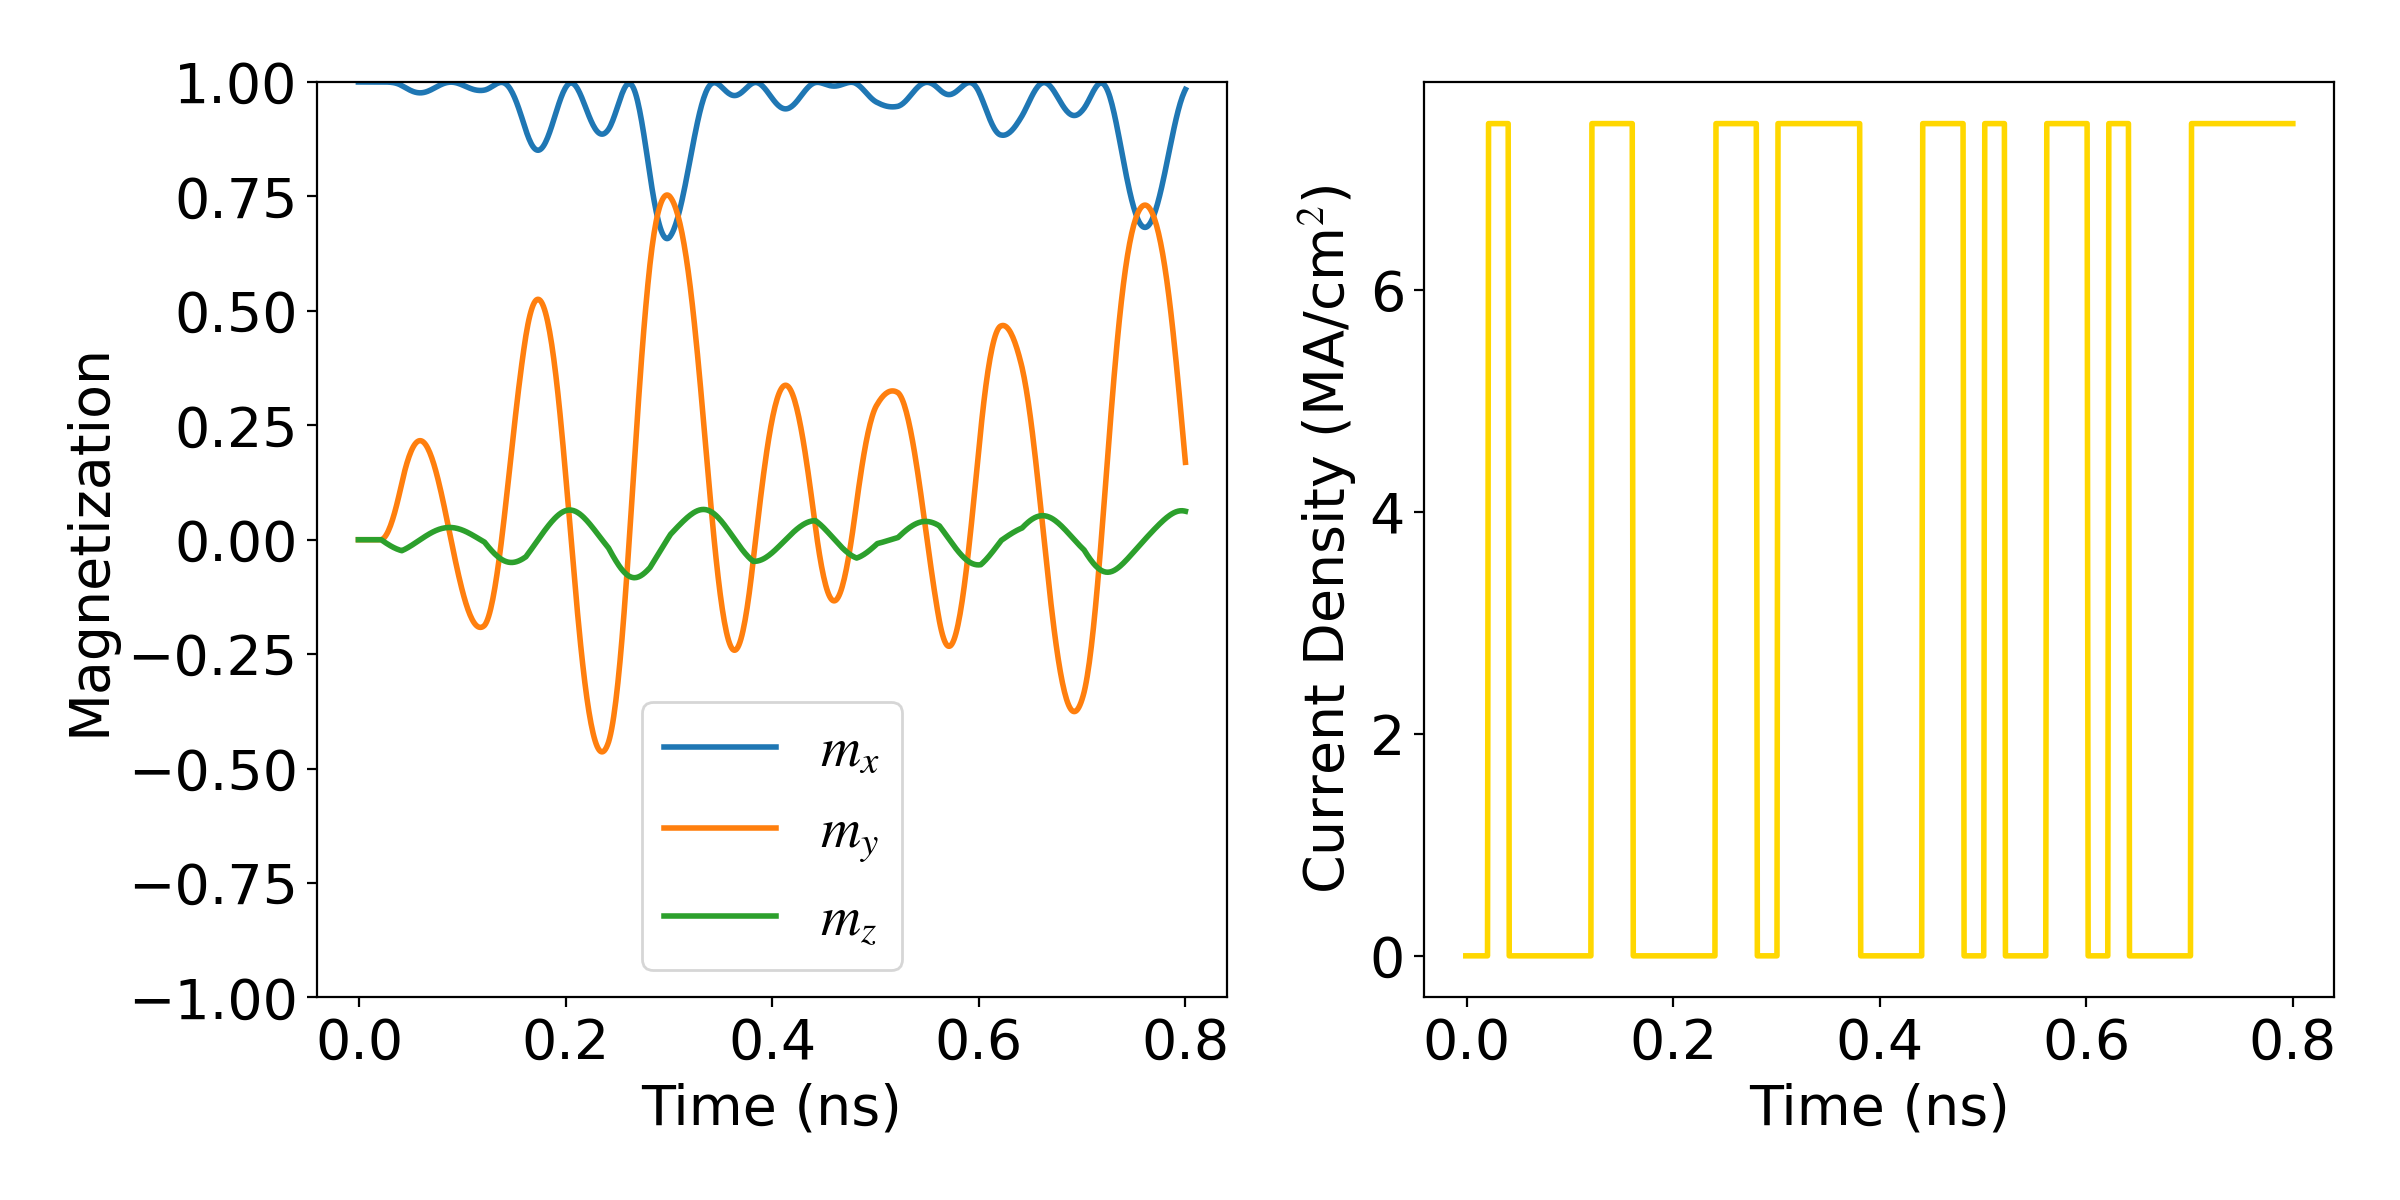 Magnetization
1.00
0.75
0.50
0.25
0.00
−0.25
−0.50
−0.75
−1.00
0.0 0.2 0.4 0.6 0.8
Time (ns)
m_x
m_y
m_z
Current Density (MA/cm²)
6
4
2
0
0.0 0.2 0.4 0.6 0.8
Time (ns)